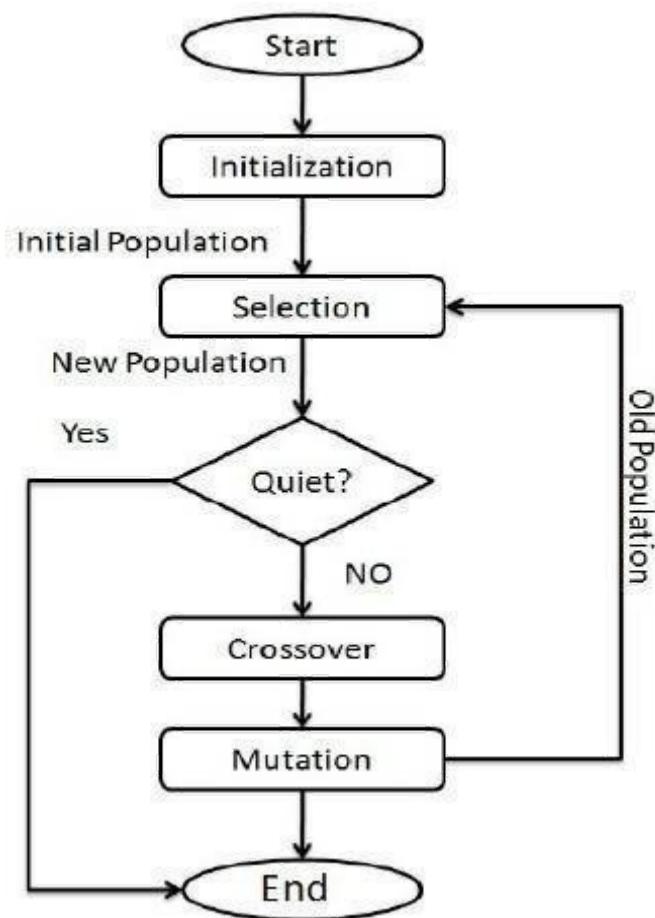 Start
Initialization
Initial Population
Selection
New Population
Yes
Quiet?
Old Population
NO
Crossover
Mutation
End